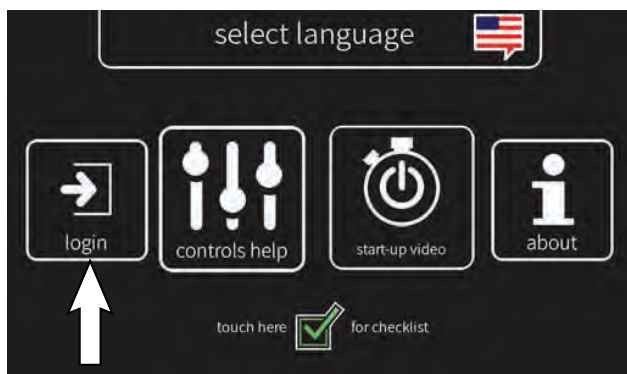 select language
login
controls help
start-up video
about
touch here for checklist